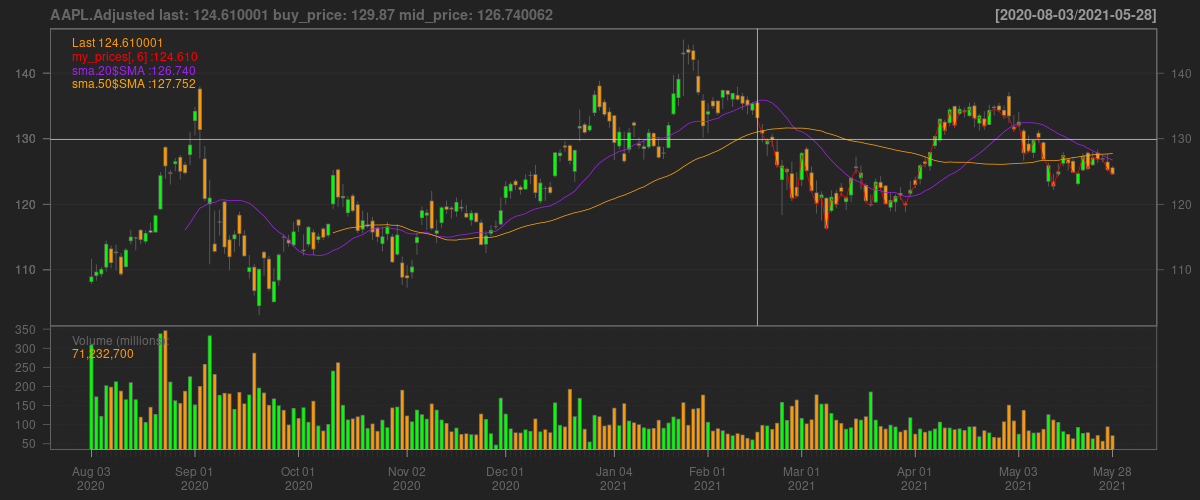 AAPL.Adjusted last: 124.610001 buy_price: 129.87 mid_price: 126.740062
[2020-08-03/2021-05-28]
Last 124.610001
my_prices[, 6] :124.610
sma.20$SMA :126.740
sma.50$SMA :127.752
140 140
130 130
120 120
110 110
350
Volume (millions):
71,232,700
300
250
200
150
100
50
Aug 03 Sep 01 Oct 01 Nov 02 Dec 01 Jan 04 Feb 01 Mar 01 Apr 01 May 03 May 28
2020 2020 2020 2020 2020 2021 2021 2021 2021 2021 2021